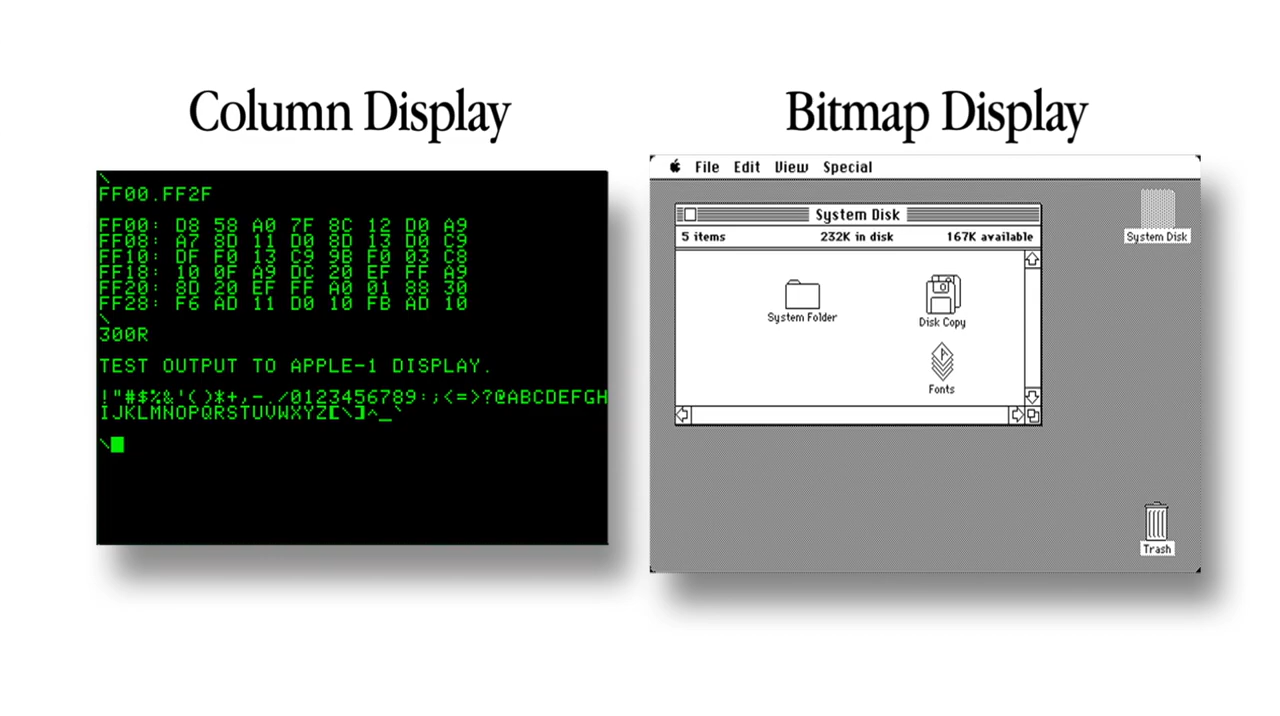 Column Display
\
FF00.FF2F
FF00: D8 58 A0 7F 8C 12 D0 A9
FF08: A7 8D 11 D0 8D 13 D0 C9
FF10: DF F0 13 C9 9B F0 03 C8
FF18: 10 0F A9 DC 20 EF FF A9
FF20: 8D 20 EF FF A0 01 88 30
FF28: F6 AD 11 D0 10 FB AD 10
\
300R
TEST OUTPUT TO APPLE-1 DISPLAY.
!"#$%&'()*+,-./0123456789:;<=>?@ABCDEFGH
IJKLMNOPQRSTUVWXYZ[\]^_`
\
Bitmap Display
File Edit View Special
System Disk
5 items 232K in disk 167K available
System Folder
Disk Copy
Fonts
System Disk
Trash